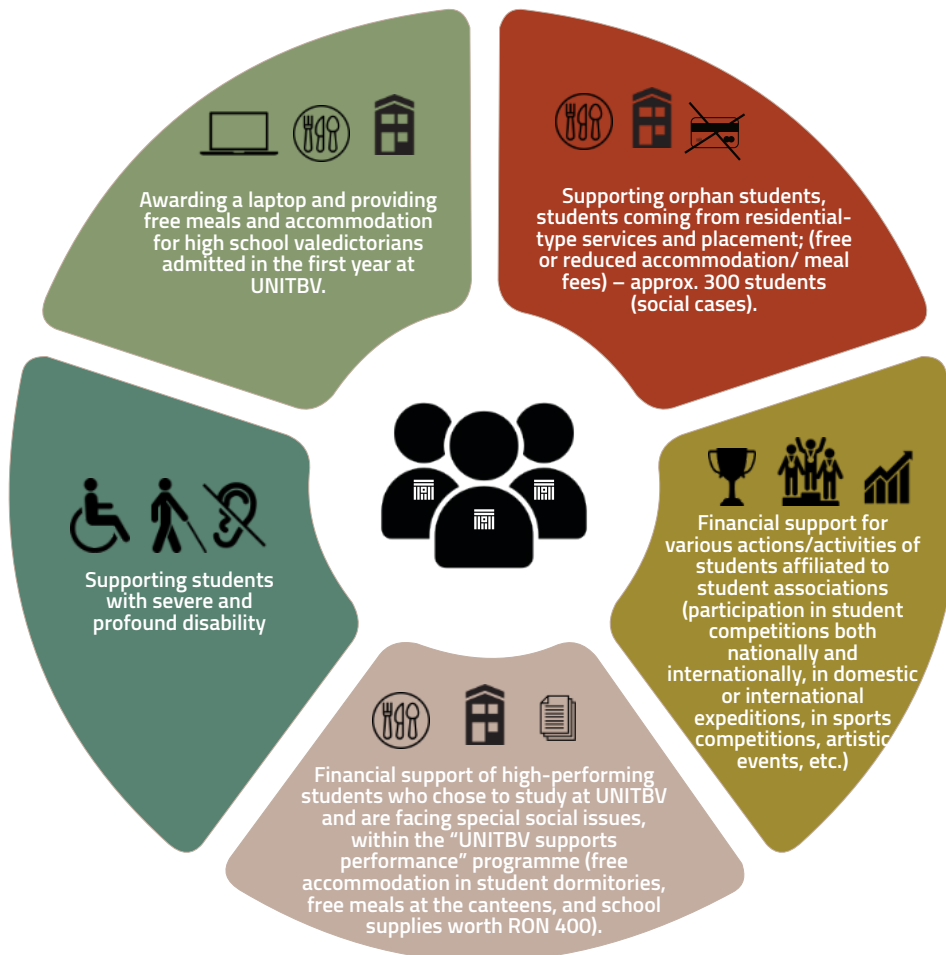 Awarding a laptop and providing
free meals and accommodation
for high school valedictorians
admitted in the first year at
UNITBV.
Supporting orphan students,
students coming from residential-
type services and placement; (free
or reduced accommodation/ meal
fees) – approx. 300 students
(social cases).
Supporting students
with severe and
profound disability
Financial support for
various actions/activities of
students affiliated to
student associations
(participation in student
competitions both
nationally and
internationally, in domestic
or international
expeditions, in sports
competitions, artistic
events, etc.)
Financial support of high-performing
students who chose to study at UNITBV
and are facing special social issues,
within the “UNITBV supports
performance” programme (free
accommodation in student dormitories,
free meals at the canteens, and school
supplies worth RON 400).